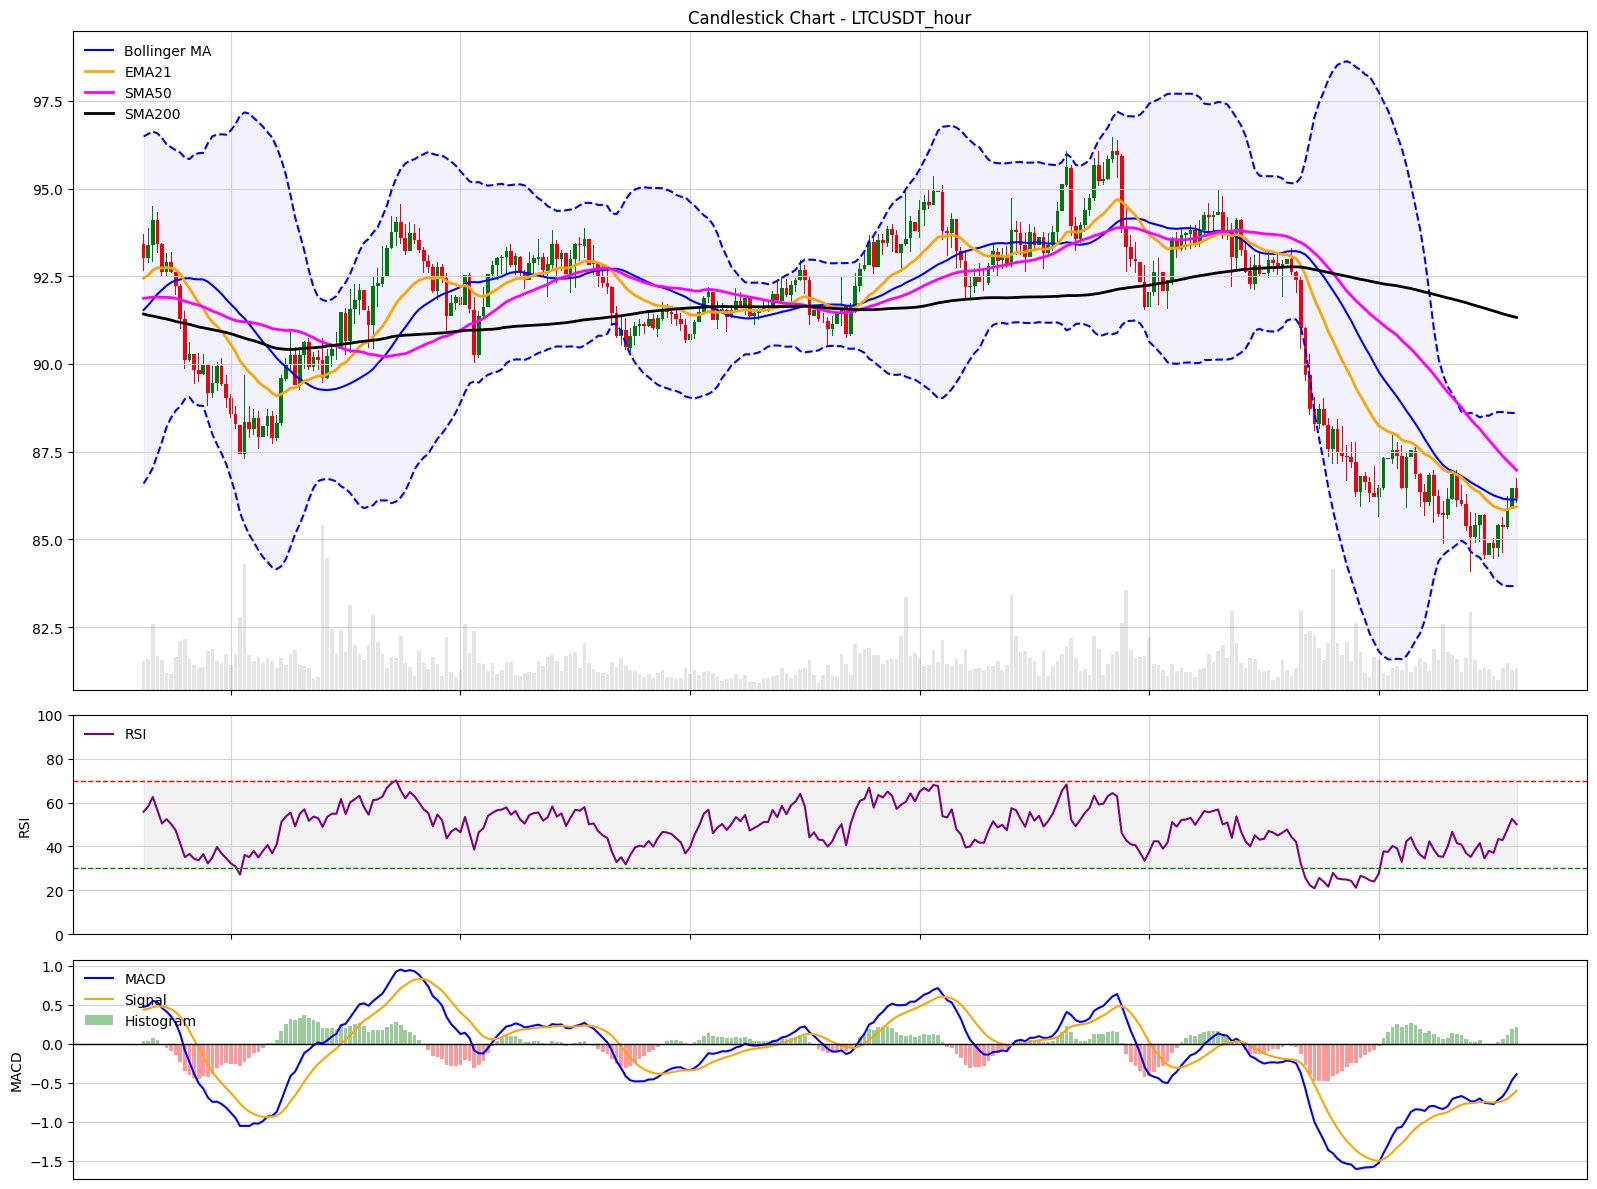 Candlestick Chart - LTCUSDT_hour
Bollinger MA
EMA21
SMA50
SMA200
97.5
95.0
92.5
90.0
87.5
85.0
82.5
RSI
100
80
60
40
20
0
RSI
MACD
Signal
Histogram
1.0
0.5
0.0
−0.5
−1.0
−1.5
MACD